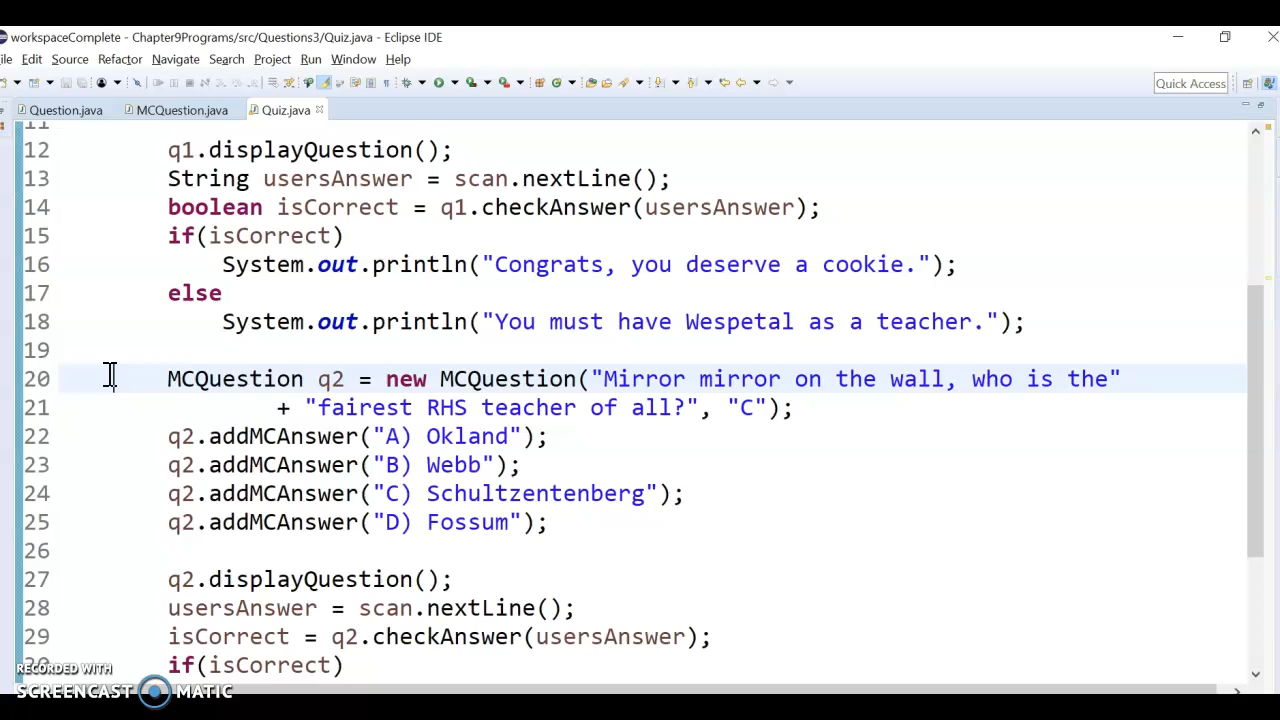 workspaceComplete - Chapter9Programs/src/Questions3/Quiz.java - Eclipse IDE
ile Edit Source Refactor Navigate Search Project Run Window Help
Quick Access
Question.java MCQuestion.java Quiz.java
11
12 q1.displayQuestion();
13 String usersAnswer = scan.nextLine();
14 boolean isCorrect = q1.checkAnswer(usersAnswer);
15 if(isCorrect)
16 System.out.println("Congrats, you deserve a cookie.");
17 else
18 System.out.println("You must have Wespetal as a teacher.");
19
20 MCQuestion q2 = new MCQuestion("Mirror mirror on the wall, who is the"
21 + "fairest RHS teacher of all?", "C");
22 q2.addMCAnswer("A) Okland");
23 q2.addMCAnswer("B) Webb");
24 q2.addMCAnswer("C) Schultzentenberg");
25 q2.addMCAnswer("D) Fossum");
26
27 q2.displayQuestion();
28 usersAnswer = scan.nextLine();
29 isCorrect = q2.checkAnswer(usersAnswer);
30 if(isCorrect)
RECORDED WITH
SCREENCAST MATIC